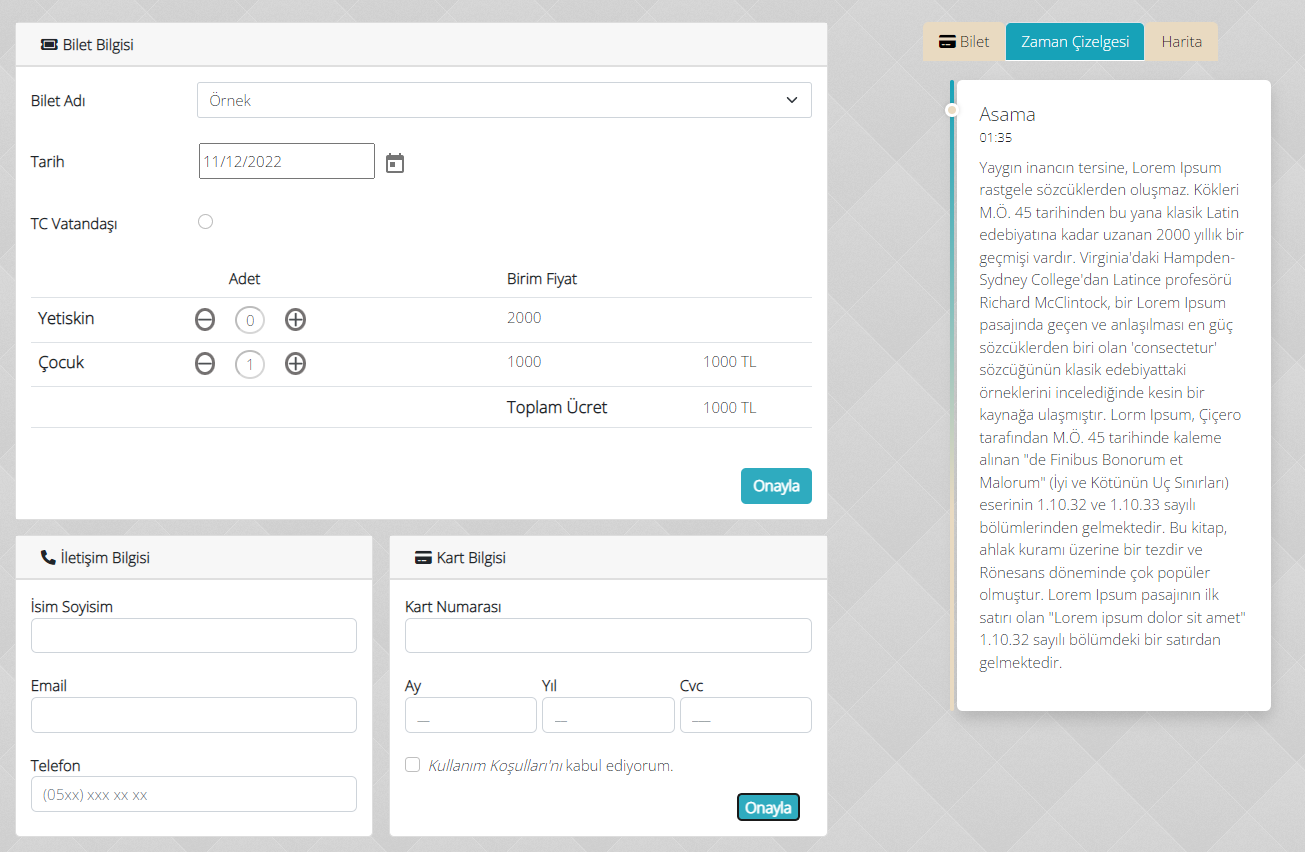 Bilet Bilgisi
Bilet Adı
Örnek
Tarih
11/12/2022
TC Vatandaşı
Adet Birim Fiyat
Yetiskin 0 2000
Çocuk 1 1000 1000 TL
Toplam Ücret 1000 TL
Onayla
İletişim Bilgisi
İsim Soyisim
Email
Telefon
(05xx) xxx xx xx
Kart Bilgisi
Kart Numarası
Ay Yıl Cvc
__ __ ___
Kullanım Koşulları'nı kabul ediyorum.
Onayla
Bilet Zaman Çizelgesi Harita
Asama
01:35
Yaygın inancın tersine, Lorem Ipsum
rastgele sözcüklerden oluşmaz. Kökleri
M.Ö. 45 tarihinden bu yana klasik Latin
edebiyatına kadar uzanan 2000 yıllık bir
geçmişi vardır. Virginia'daki Hampden-
Sydney College'dan Latince profesörü
Richard McClintock, bir Lorem Ipsum
pasajında geçen ve anlaşılması en güç
sözcüklerden biri olan 'consectetur'
sözcüğünün klasik edebiyattaki
örneklerini incelediğinde kesin bir
kaynağa ulaşmıştır. Lorm Ipsum, Çiçero
tarafından M.Ö. 45 tarihinde kaleme
alınan "de Finibus Bonorum et
Malorum" (İyi ve Kötünün Uç Sınırları)
eserinin 1.10.32 ve 1.10.33 sayılı
bölümlerinden gelmektedir. Bu kitap,
ahlak kuramı üzerine bir tezdir ve
Rönesans döneminde çok popüler
olmuştur. Lorem Ipsum pasajının ilk
satırı olan "Lorem ipsum dolor sit amet"
1.10.32 sayılı bölümdeki bir satırdan
gelmektedir.